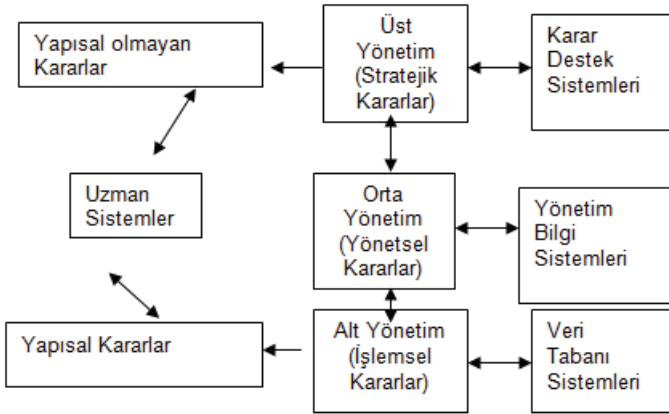 Yapısal olmayan
Kararlar
Üst
Yönetim
(Stratejik
Kararlar)
Karar
Destek
Sistemleri
Uzman
Sistemler
Orta
Yönetim
(Yönetsel
Kararlar)
Yönetim
Bilgi
Sistemleri
Yapısal Kararlar
Alt Yönetim
(İşlemsel
Kararlar)
Veri
Tabanı
Sistemleri